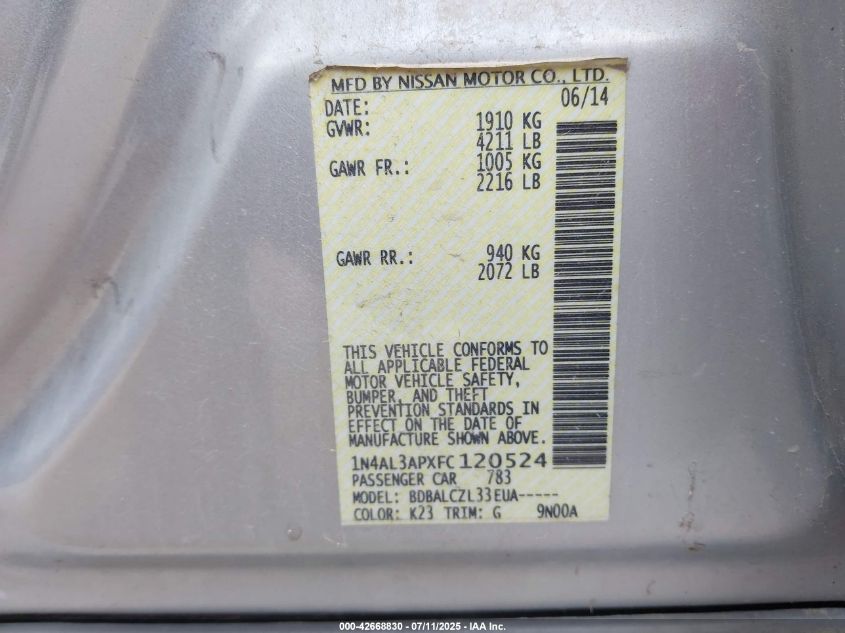 MFD BY NISSAN MOTOR CO., LTD.
DATE: 06/14
GVWR: 1910 KG
4211 LB
GAWR FR.: 1005 KG
2216 LB
GAWR RR.: 940 KG
2072 LB
THIS VEHICLE CONFORMS TO
ALL APPLICABLE FEDERAL
MOTOR VEHICLE SAFETY,
BUMPER, AND THEFT
PREVENTION STANDARDS IN
EFFECT ON THE DATE OF
MANUFACTURE SHOWN ABOVE.
1N4AL3APXFC120524
PASSENGER CAR 783
MODEL: BDBALCZL33EUA-----
COLOR: K23 TRIM: G 9N00A
000-42668830 - 07/11/2025 - IAA Inc.